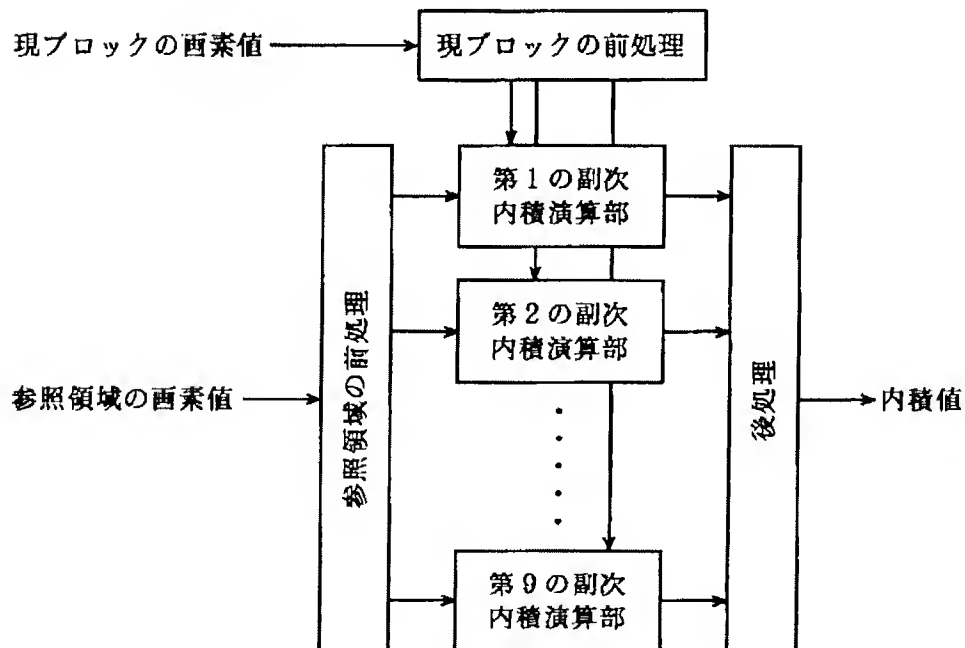 現ブロックの画素値
現ブロックの前処理
第1の副次
内積演算部
第2の副次
内積演算部
参照領域の画素値
参照領域の前処理
後処理
内積値
第9の副次
内積演算部